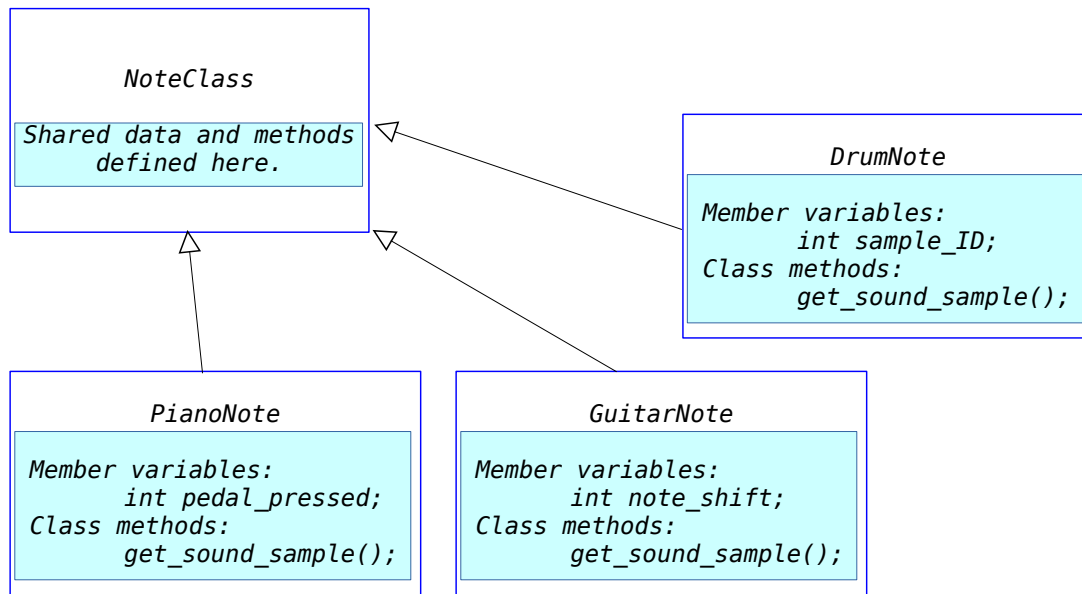 NoteClass
Shared data and methods
defined here.
DrumNote
Member variables:
int sample_ID;
Class methods:
get_sound_sample();
PianoNote
Member variables:
int pedal_pressed;
Class methods:
get_sound_sample();
GuitarNote
Member variables:
int note_shift;
Class methods:
get_sound_sample();